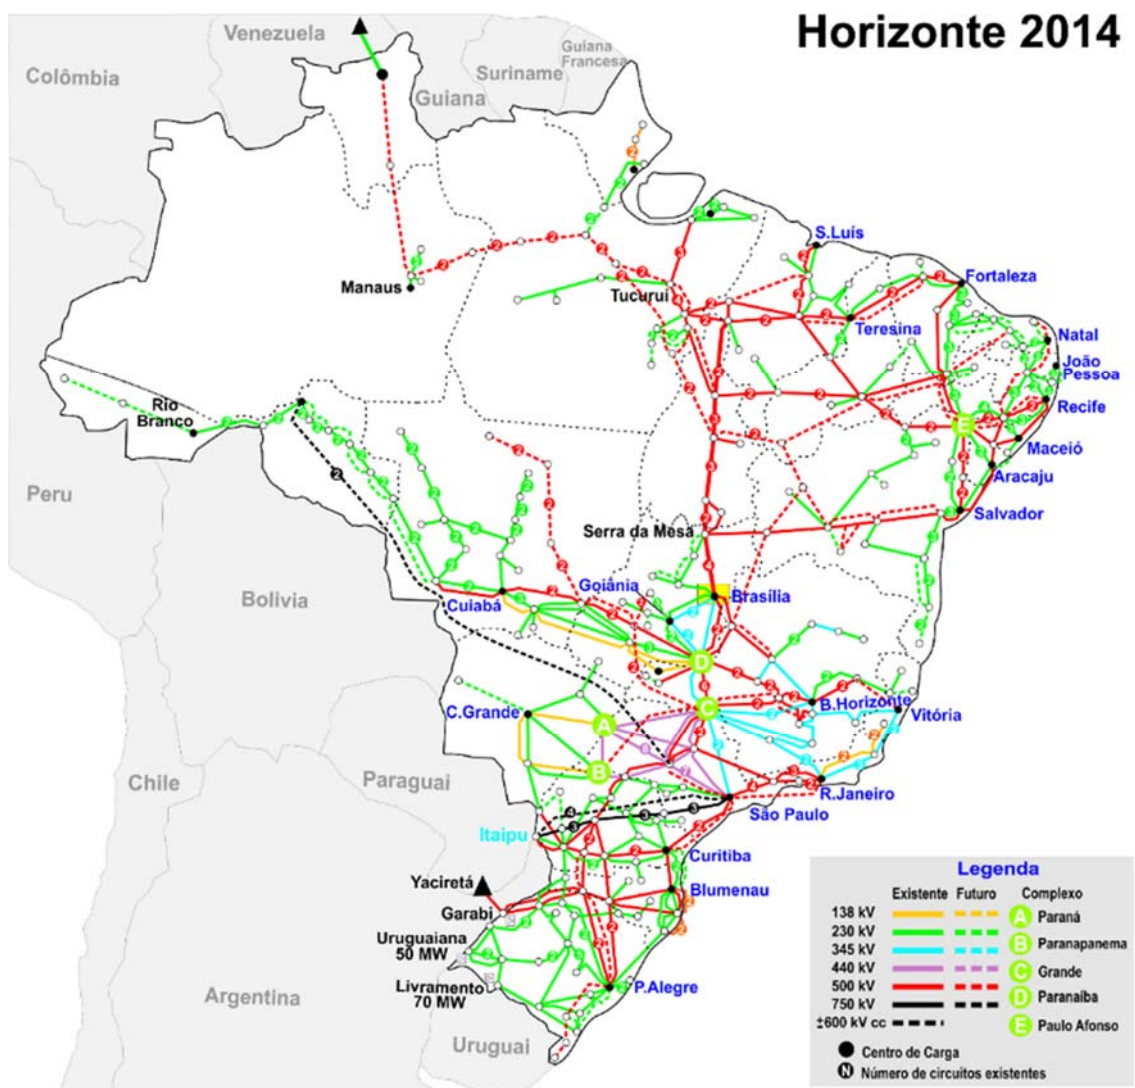 Horizonte 2014
Venezuela
Guiana
Francesa
Colômbia
Suriname
Guiana
S.Luís
Fortaleza
Manaus
Tucurui
Teresina
Natal
João
Pessoa
Rio
Branco
Recife
E
Maceió
Aracaju
Peru
Salvador
Serra da Mesa
Goiânia
Brasília
Bolivia
Cuiabá
D
C.Grande
C
B.Horizonte
Vitória
A
B
Chile
Paraguai
R.Janeiro
São Paulo
Itaipu
Curitiba
Yaciretá
Blumenau
Garabi
Uruguaiana
50 MW
Livramento
70 MW
P.Alegre
Argentina
Uruguai
Legenda
Existente Futuro Complexo
138 kV A Paraná
230 kV
345 kV B Paranapanema
440 kV C Grande
500 kV D Paranaiba
750 kV
±600 kV cc E Paulo Afonso
Centro de Carga
N Número de circuitos existentes